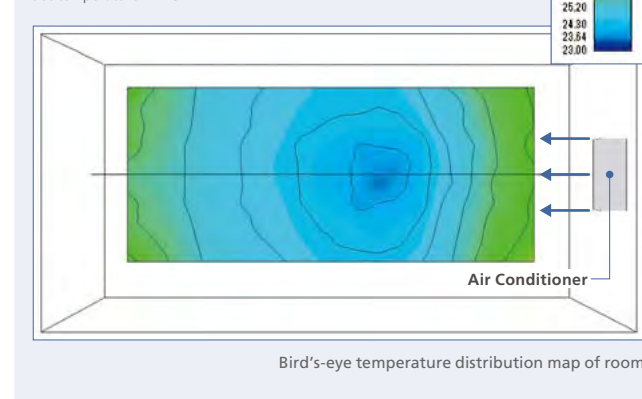 25.20
24.30
23.64
23.00
Air Conditioner
Bird's-eye temperature distribution map of room